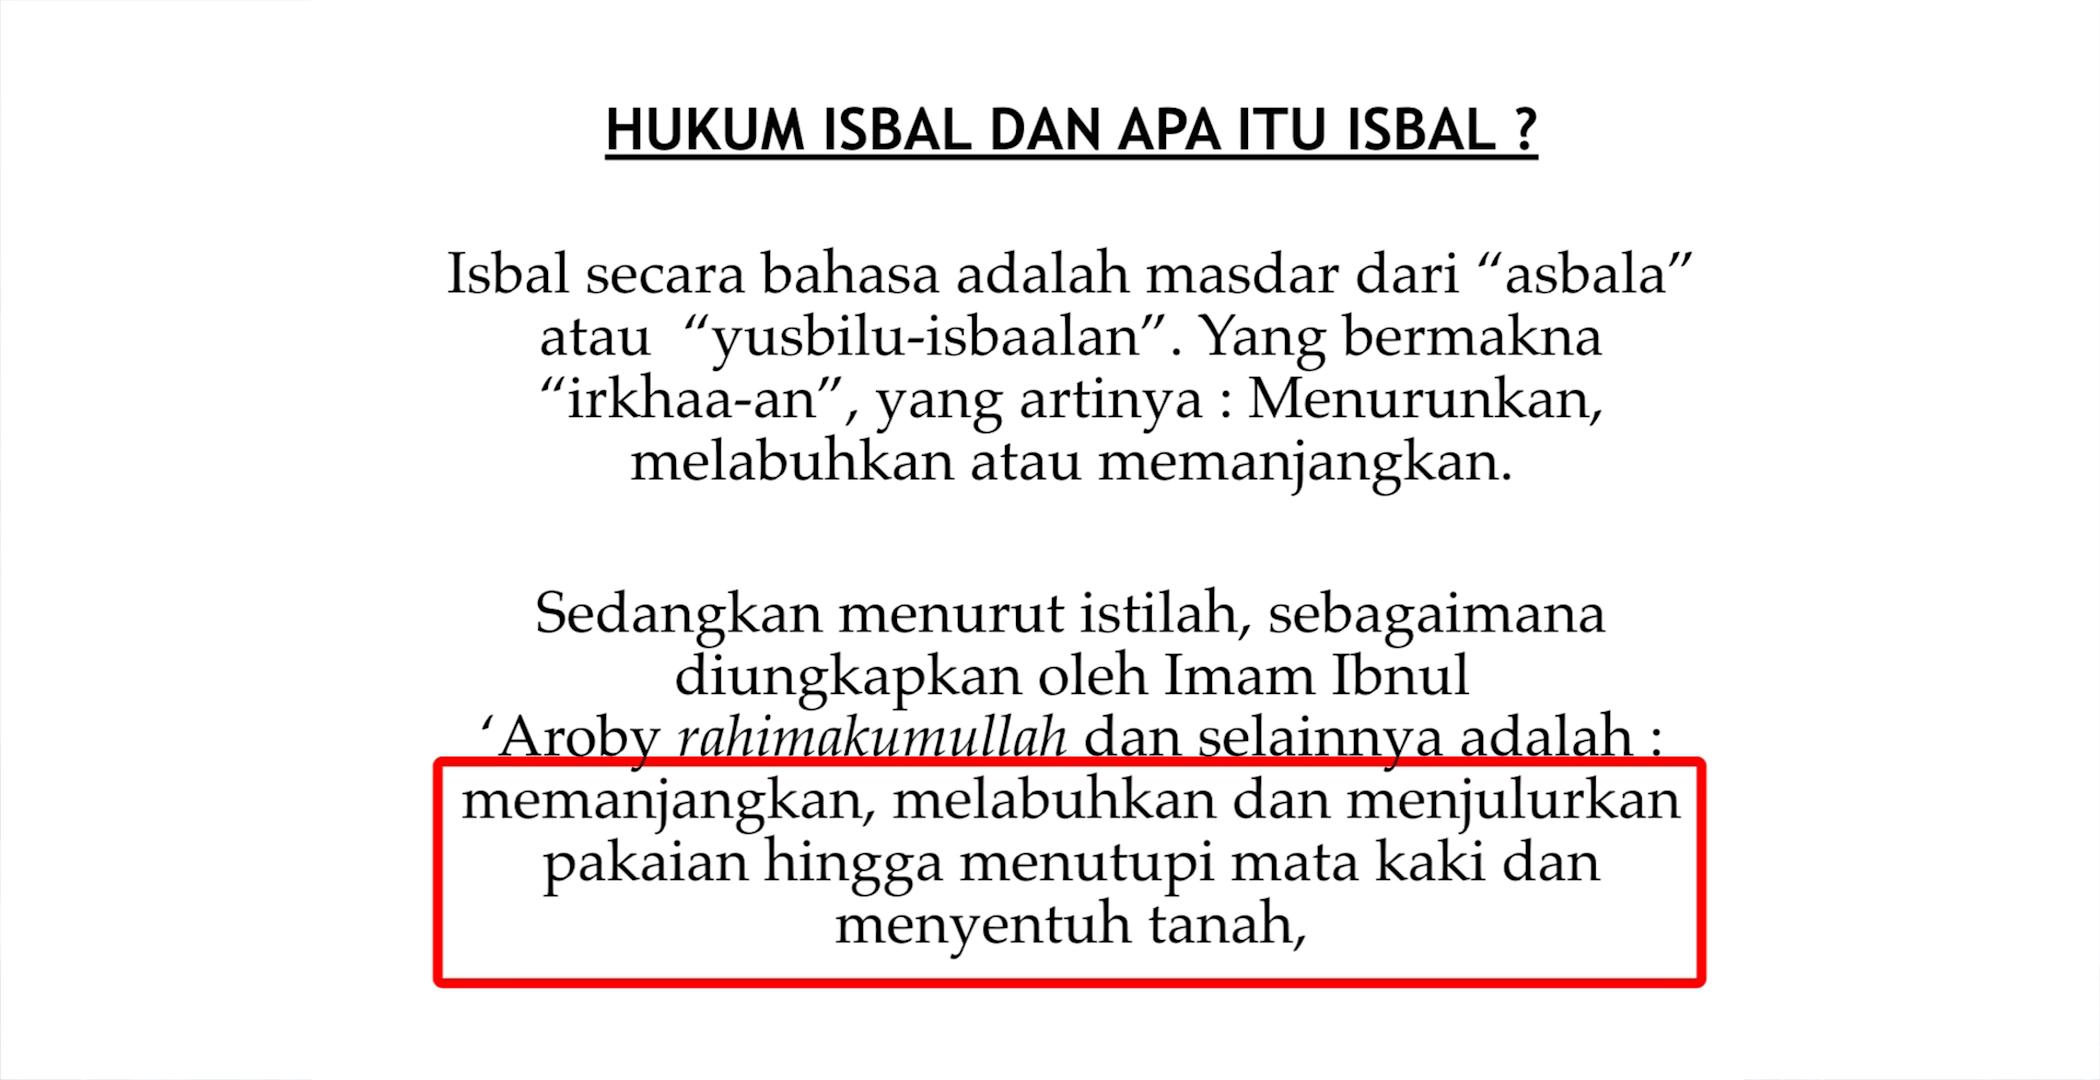 HUKUM ISBAL DAN APA ITU ISBAL ?
Isbal secara bahasa adalah masdar dari “asbala”
atau “yusbilu-isbaalan”. Yang bermakna
“irkhaa-an”, yang artinya : Menurunkan,
melabuhkan atau memanjangkan.
Sedangkan menurut istilah, sebagaimana
diungkapkan oleh Imam Ibnul
‘Aroby rahimakumullah dan selainnya adalah :
memanjangkan, melabuhkan dan menjulurkan
pakaian hingga menutupi mata kaki dan
menyentuh tanah,